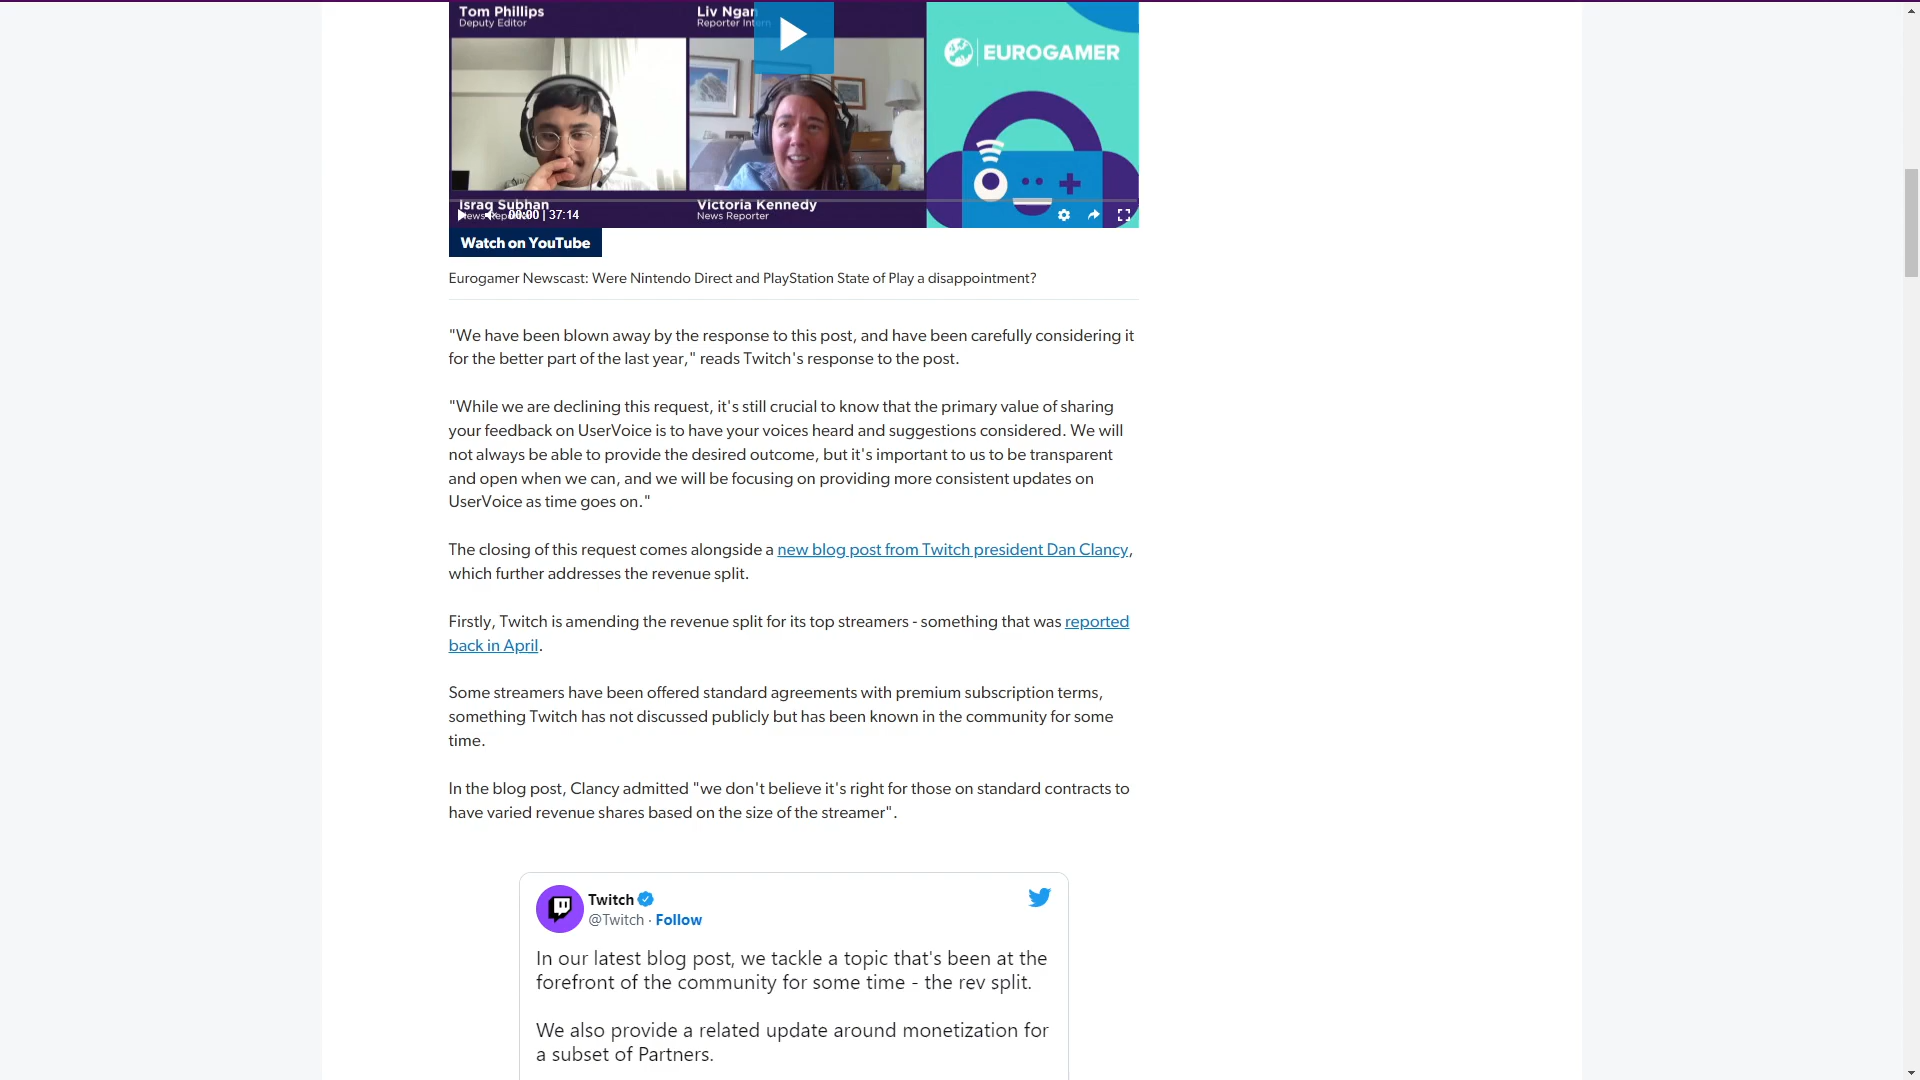 Tom Phillips
Deputy Editor
Liv Ngan
Reporter Intern
EUROGAMER
Israq Subhan
News Reporter
00:00 | 37:14
Victoria Kennedy
News Reporter
Watch on YouTube
Eurogamer Newscast: Were Nintendo Direct and PlayStation State of Play a disappointment?
"We have been blown away by the response to this post, and have been carefully considering it
for the better part of the last year," reads Twitch's response to the post.
"While we are declining this request, it's still crucial to know that the primary value of sharing
your feedback on UserVoice is to have your voices heard and suggestions considered. We will
not always be able to provide the desired outcome, but it's important to us to be transparent
and open when we can, and we will be focusing on providing more consistent updates on
UserVoice as time goes on."
The closing of this request comes alongside a new blog post from Twitch president Dan Clancy,
which further addresses the revenue split.
Firstly, Twitch is amending the revenue split for its top streamers - something that was reported
back in April.
Some streamers have been offered standard agreements with premium subscription terms,
something Twitch has not discussed publicly but has been known in the community for some
time.
In the blog post, Clancy admitted "we don't believe it's right for those on standard contracts to
have varied revenue shares based on the size of the streamer".
Twitch
@Twitch · Follow
In our latest blog post, we tackle a topic that's been at the
forefront of the community for some time - the rev split.
We also provide a related update around monetization for
a subset of Partners.